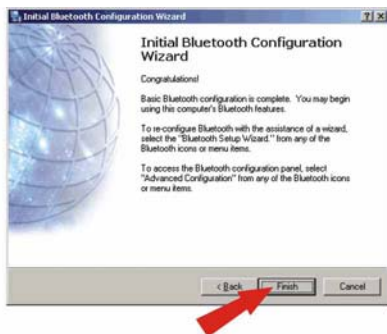 Initial Bluetooth Configuration Wizard
Initial Bluetooth Configuration
Wizard
Congratulations!
Basic Bluetooth configuration is complete. You may begin
using this computer's Bluetooth features.
To re-configure Bluetooth with the assistance of a wizard,
select the "Bluetooth Setup Wizard." from any of the
Bluetooth icons or menu items.
To access the Bluetooth configuration panel, select
"Advanced Configuration" from any of the Bluetooth icons
or menu items.
< Back Finish Cancel